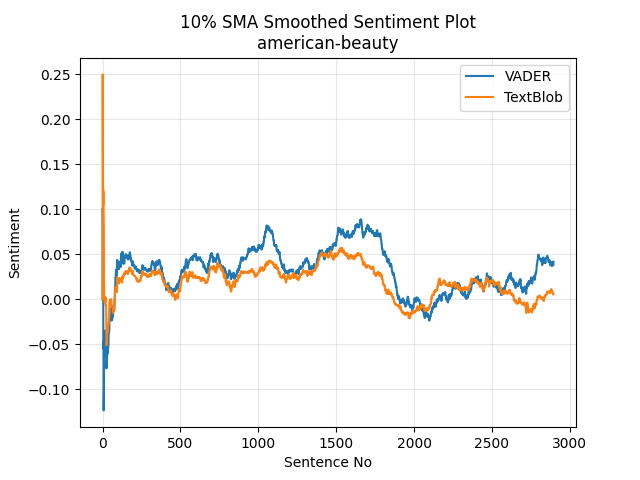 10% SMA Smoothed Sentiment Plot
american-beauty
VADER
TextBlob
Sentiment
0.25
0.20
0.15
0.10
0.05
0.00
−0.05
−0.10
0
500
1000
1500
2000
2500
3000
Sentence No